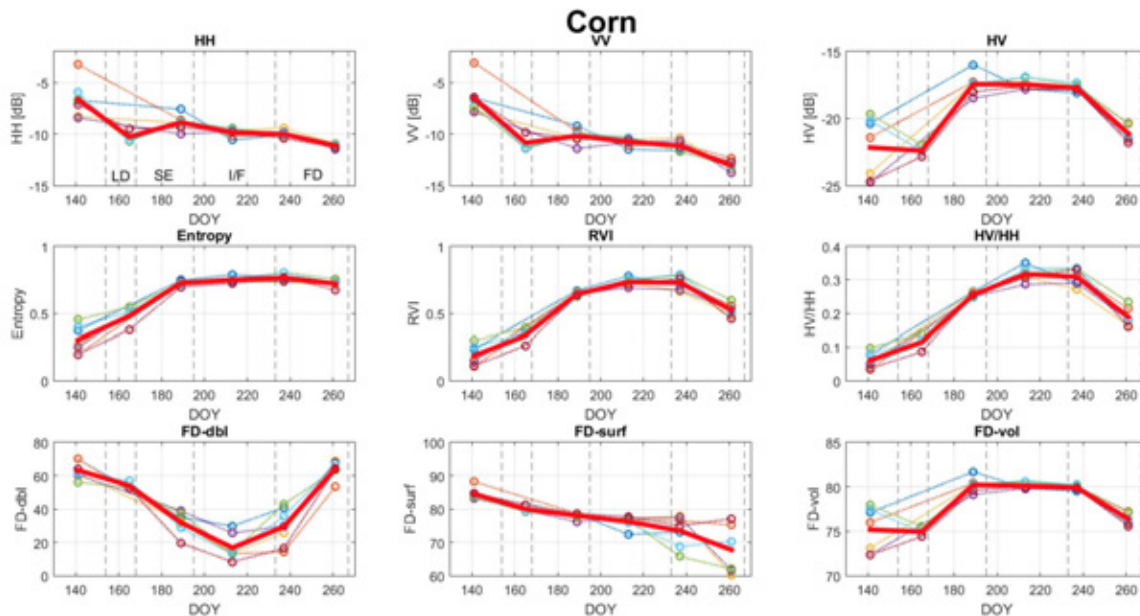 Corn
HH
VV
HV
-5
-10
-15
HH [dB]
LD
SE
I/F
FD
140 160 180 200 220 240 260
DOY
-5
-10
-15
VV [dB]
140 160 180 200 220 240 260
DOY
-15
-20
-25
HV [dB]
140 160 180 200 220 240 260
DOY
Entropy
RVI
HV/HH
1
0.5
0
Entropy
140 160 180 200 220 240 260
DOY
1
0.5
0
RVI
140 160 180 200 220 240 260
DOY
0.4
0.3
0.2
0.1
0
HV/HH
140 160 180 200 220 240 260
DOY
FD-dbl
FD-surf
FD-vol
80
60
40
20
0
FD-dbl
140 160 180 200 220 240 260
DOY
100
90
80
70
60
FD-surf
140 160 180 200 220 240 260
DOY
85
80
75
70
FD-vol
140 160 180 200 220 240 260
DOY